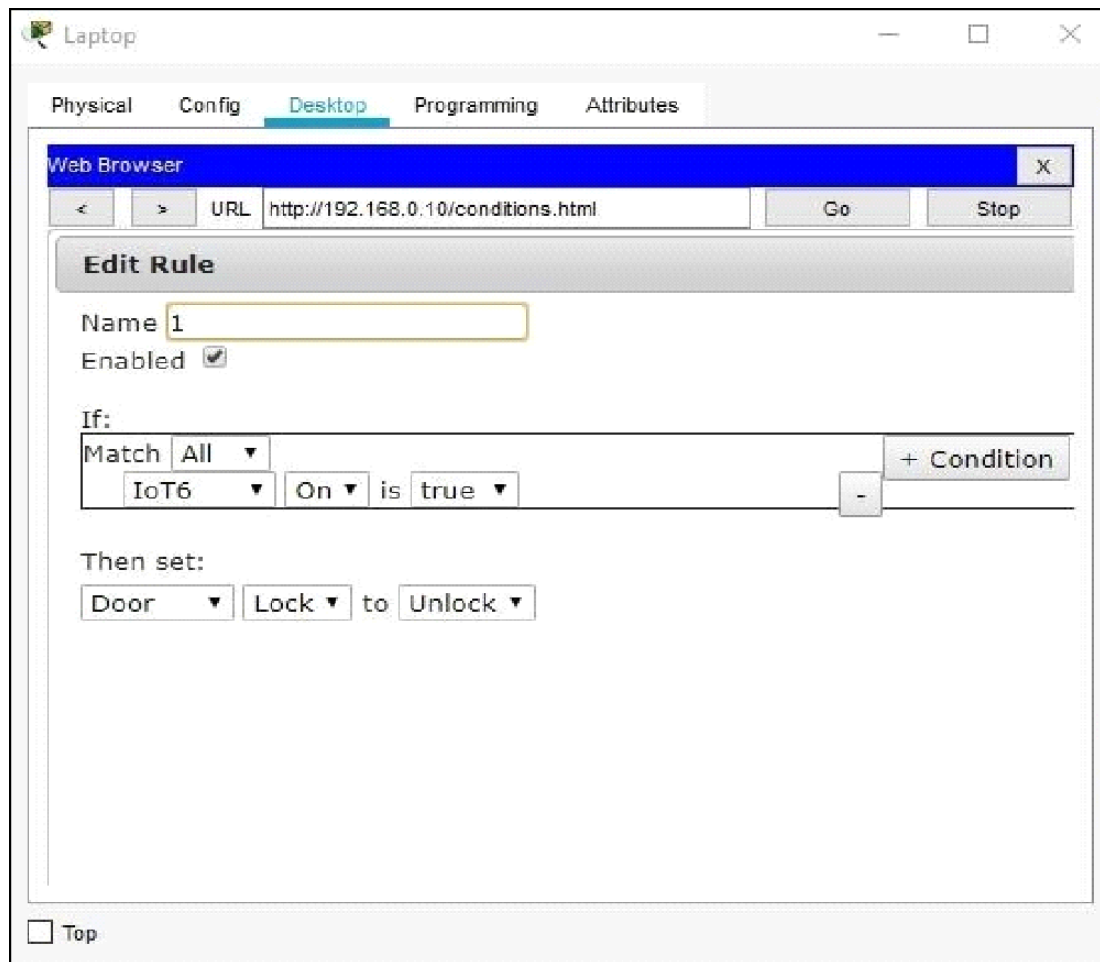 Laptop
Physical Config Desktop Programming Attributes
Web Browser X
< > URL http://192.168.0.10/conditions.html Go Stop
Edit Rule
Name 1
Enabled
If:
Match All + Condition
IoT6 On is true -
Then set:
Door Lock to Unlock
Top